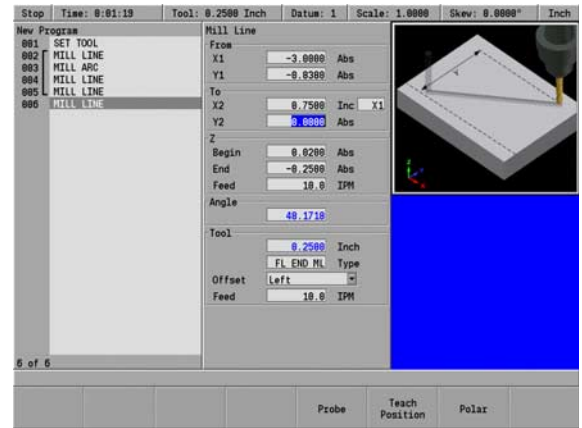 Stop Time: 0:01:19 Tool: 0.2500 Inch Datum: 1 Scale: 1.0000 Skew: 0.0000° Inch
New Program
001 SET TOOL
002 MILL LINE
003 MILL ARC
004 MILL LINE
005 MILL LINE
006 MILL LINE
6 of 6
Mill Line
From
X1 -3.0000 Abs
Y1 -0.8380 Abs
To
X2 0.7500 Inc X1
Y2 0.0000 Abs
Z
Begin 0.0200 Abs
End -0.2500 Abs
Feed 10.0 IPM
Angle
48.1718
Tool
0.2500 Inch
FL END ML Type
Offset Left
Feed 10.0 IPM
Probe Teach Position Polar